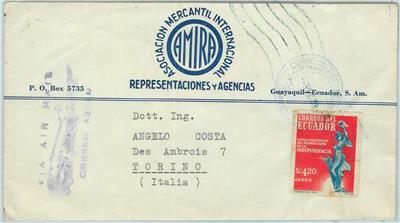 ASOCIACION MERCANTIL INTERNACIONAL
AMIRA
REPRESENTACIONES Y AGENCIAS
P. O. Box 5735
Guayaquil—Ecuador, S. Am.
VIA AIR MAIL
CORREO AEREO
Dott. Ing.
ANGELO COSTA
Des Ambrois 7
TORINO
( Italia )
CORREOS DEL
ECUADOR
INDEPENDENCIA
S/. 4,20
AEREO